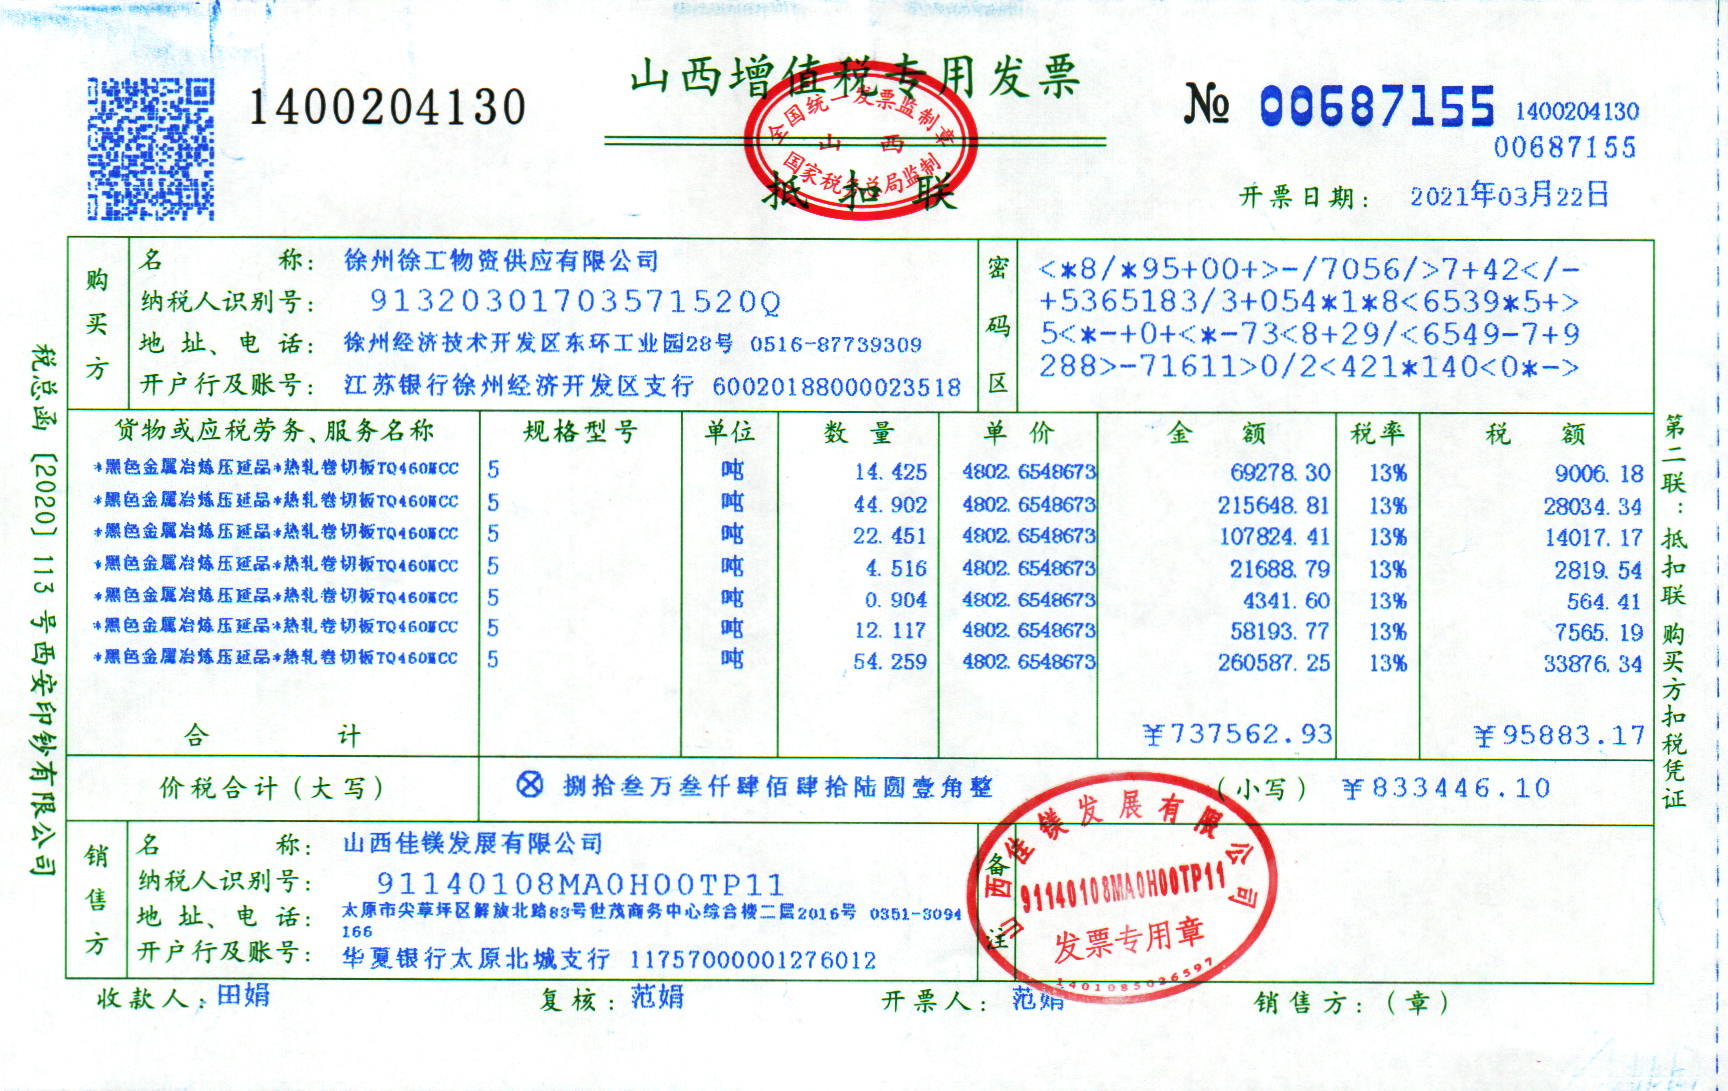 山西增值税专用发票
1400204130
№ 00687155 1400204130
00687155
全国统一发票监制章
山 西
国家税务总局监制
抵扣联
开票日期: 2021年03月22日
购买方
名 称: 徐州徐工物资供应有限公司
纳税人识别号: 91320301703571520Q
地 址、电 话: 徐州经济技术开发区东环工业园28号 0516-87739309
开户行及账号: 江苏银行徐州经济开发区支行 60020188000023518
密码区
<*8/*95+00+>-/7056/>7+42</-
+5365183/3+054*1*8<6539*5+>
5<*-+0+<*-73<8+29/<6549-7+9
288>-71611>0/2<421*140<0*->
货物或应税劳务、服务名称 规格型号 单位 数 量 单 价 金 额 税率 税 额
*黑色金属冶炼压延品*热轧卷切板TQ460MCC 5 吨 14.425 4802.6548673 69278.30 13% 9006.18
*黑色金属冶炼压延品*热轧卷切板TQ460MCC 5 吨 44.902 4802.6548673 215648.81 13% 28034.34
*黑色金属冶炼压延品*热轧卷切板TQ460MCC 5 吨 22.451 4802.6548673 107824.41 13% 14017.17
*黑色金属冶炼压延品*热轧卷切板TQ460MCC 5 吨 4.516 4802.6548673 21688.79 13% 2819.54
*黑色金属冶炼压延品*热轧卷切板TQ460MCC 5 吨 0.904 4802.6548673 4341.60 13% 564.41
*黑色金属冶炼压延品*热轧卷切板TQ460MCC 5 吨 12.117 4802.6548673 58193.77 13% 7565.19
*黑色金属冶炼压延品*热轧卷切板TQ460MCC 5 吨 54.259 4802.6548673 260587.25 13% 33876.34
合 计 ¥737562.93 ¥95883.17
价税合计(大写) ⊗ 捌拾叁万叁仟肆佰肆拾陆圆壹角整 (小写) ¥833446.10
销售方
名 称: 山西佳镁发展有限公司
纳税人识别号: 91140108MA0H00TP11
地 址、电 话: 太原市尖草坪区解放北路83号世茂商务中心综合楼二层2016号 0351-3094
166
开户行及账号: 华夏银行太原北城支行 11757000001276012
备注
山西佳镁发展有限公司
91140108MA0H00TP11
发票专用章
1401085026597
收款人: 田娟 复核: 范娟 开票人: 范娟 销售方:(章)
税总函[2020]113号西安印钞有限公司
第二联:抵扣联 购买方扣税凭证